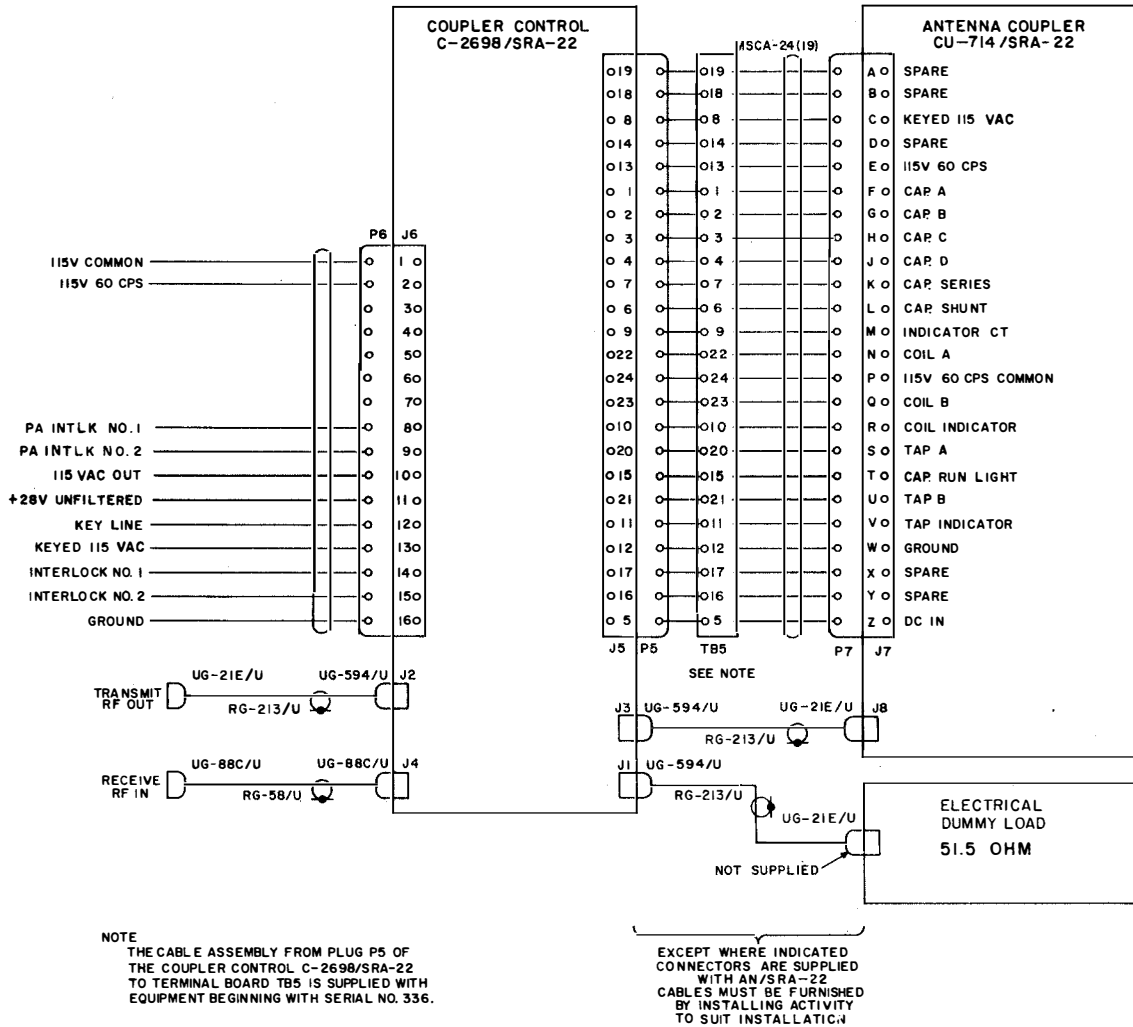 COUPLER CONTROL
C-2698/SRA-22
ANTENNA COUPLER
CU-714/SRA-22
MSCA-24(19)
19 19 A SPARE
18 18 B SPARE
8 8 C KEYED 115 VAC
14 14 D SPARE
13 13 E 115V 60 CPS
1 1 F CAP. A
2 2 G CAP. B
3 3 H CAP. C
4 4 J CAP. D
7 7 K CAP. SERIES
6 6 L CAP. SHUNT
9 9 M INDICATOR CT
22 22 N COIL A
24 24 P 115V 60 CPS COMMON
23 23 Q COIL B
10 10 R COIL INDICATOR
20 20 S TAP A
15 15 T CAP. RUN LIGHT
21 21 U TAP B
11 11 V TAP INDICATOR
12 12 W GROUND
17 17 X SPARE
16 16 Y SPARE
5 5 Z DC IN
J5 P5 TB5 P7 J7
SEE NOTE
P6 J6
115V COMMON 1
115V 60 CPS 2
3
4
5
6
7
PA INTLK NO.1 8
PA INTLK NO.2 9
115 VAC OUT 10
+28V UNFILTERED 11
KEY LINE 12
KEYED 115 VAC 13
INTERLOCK NO.1 14
INTERLOCK NO.2 15
GROUND 16
UG-21E/U UG-594/U J2
TRANSMIT
RF OUT
RG-213/U
UG-88C/U UG-88C/U J4
RECEIVE
RF IN
RG-58/U
J3 UG-594/U UG-21E/U J8
RG-213/U
J1 UG-594/U
RG-213/U
UG-21E/U
NOT SUPPLIED
ELECTRICAL
DUMMY LOAD
51.5 OHM
NOTE
THE CABLE ASSEMBLY FROM PLUG P5 OF
THE COUPLER CONTROL C-2698/SRA-22
TO TERMINAL BOARD TB5 IS SUPPLIED WITH
EQUIPMENT BEGINNING WITH SERIAL NO. 336.
EXCEPT WHERE INDICATED
CONNECTORS ARE SUPPLIED
WITH AN/SRA-22
CABLES MUST BE FURNISHED
BY INSTALLING ACTIVITY
TO SUIT INSTALLATION